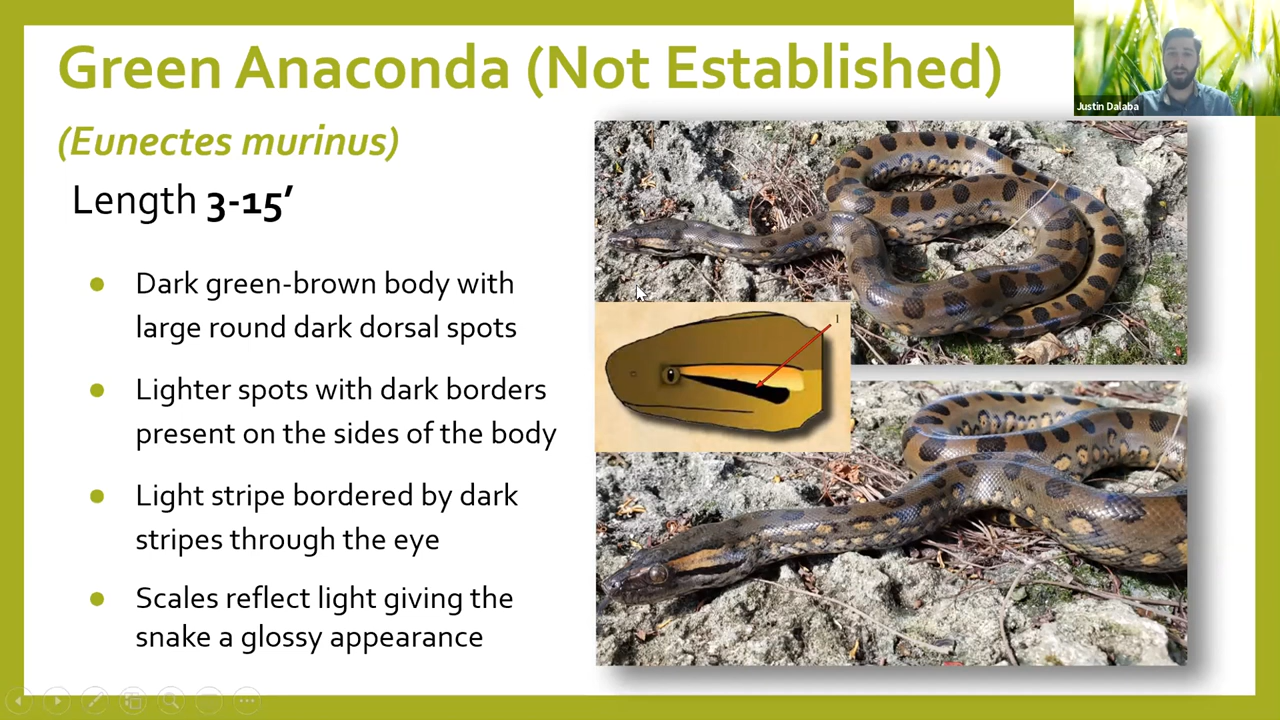 Green Anaconda (Not Established)
Justin Dalaba
(Eunectes murinus)
Length 3-15′
● Dark green-brown body with
large round dark dorsal spots
1
● Lighter spots with dark borders
present on the sides of the body
● Light stripe bordered by dark
stripes through the eye
● Scales reflect light giving the
snake a glossy appearance